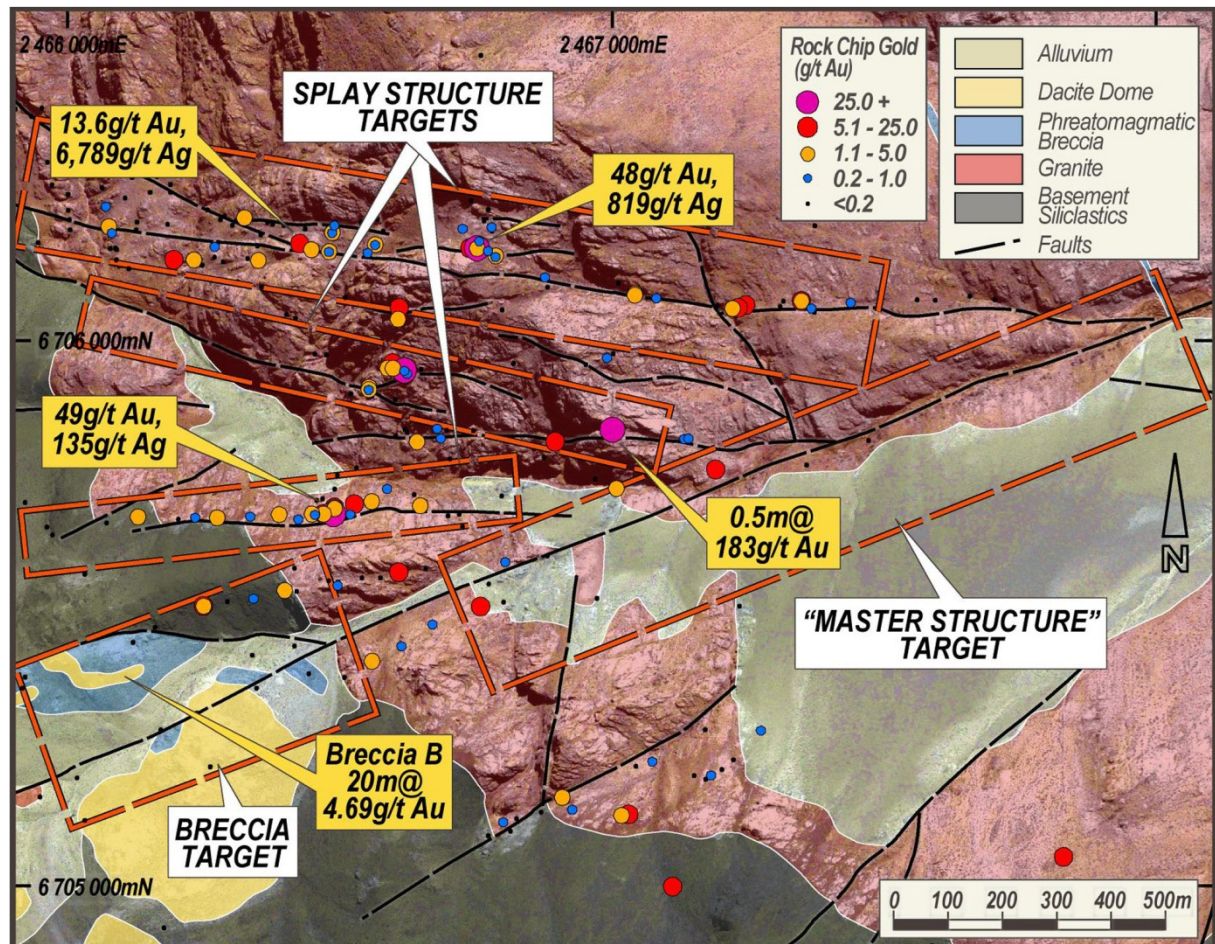 2 466 000mE
2 467 000mE
Rock Chip Gold
(g/t Au)
25.0 +
5.1 - 25.0
1.1 - 5.0
0.2 - 1.0
<0.2
Alluvium
Dacite Dome
Phreatomagmatic
Breccia
Granite
Basement
Siliclastics
Faults
SPLAY STRUCTURE
TARGETS
13.6g/t Au,
6,789g/t Ag
48g/t Au,
819g/t Ag
6 706 000mN
49g/t Au,
135g/t Ag
0.5m@
183g/t Au
N
"MASTER STRUCTURE"
TARGET
Breccia B
20m@
4.69g/t Au
BRECCIA
TARGET
6 705 000mN
0 100 200 300 400 500m